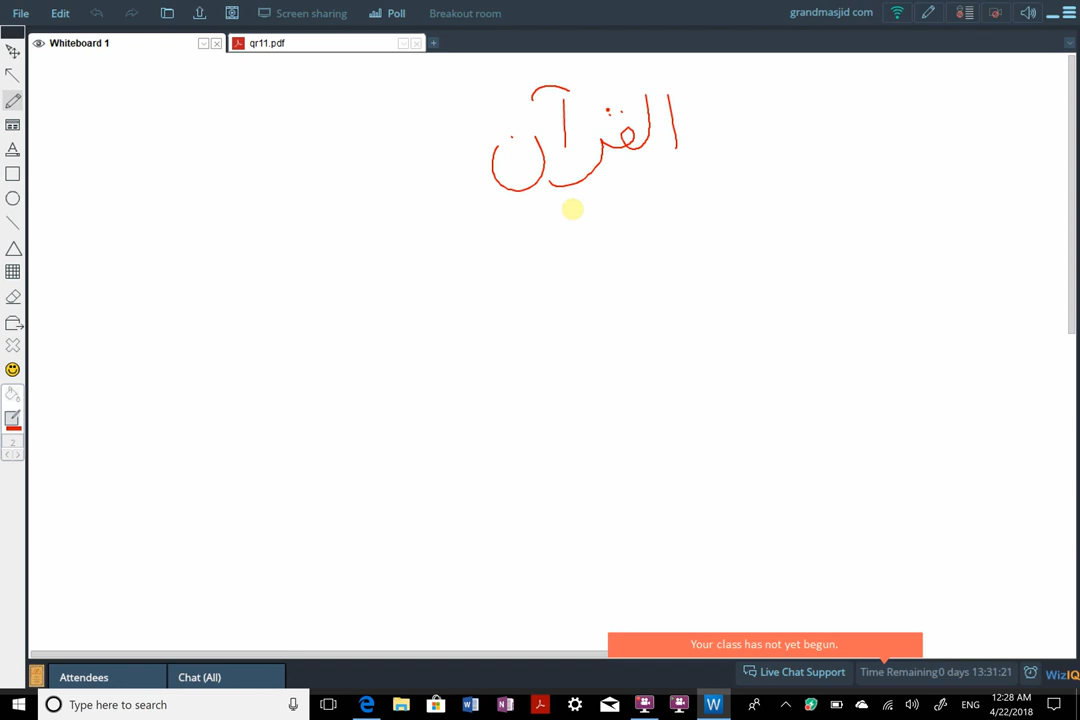 File Edit Screen sharing Poll Breakout room grandmasjid com
Whiteboard 1 qr11.pdf
القرآن
A
2
Your class has not yet begun.
Attendees Chat (All) Live Chat Support Time Remaining0 days 13:31:21 WizIQ
Type here to search ENG 12:28 AM
4/22/2018